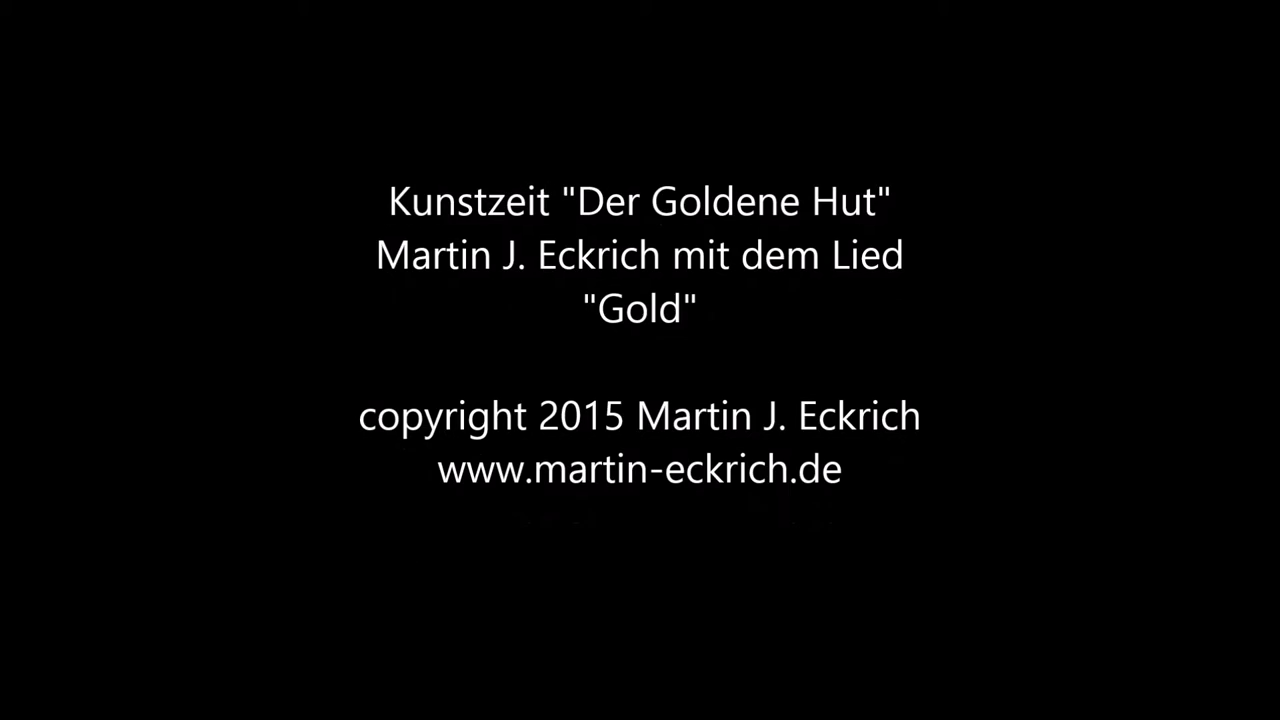 Kunstzeit "Der Goldene Hut"
Martin J. Eckrich mit dem Lied
"Gold"
copyright 2015 Martin J. Eckrich
www.martin-eckrich.de